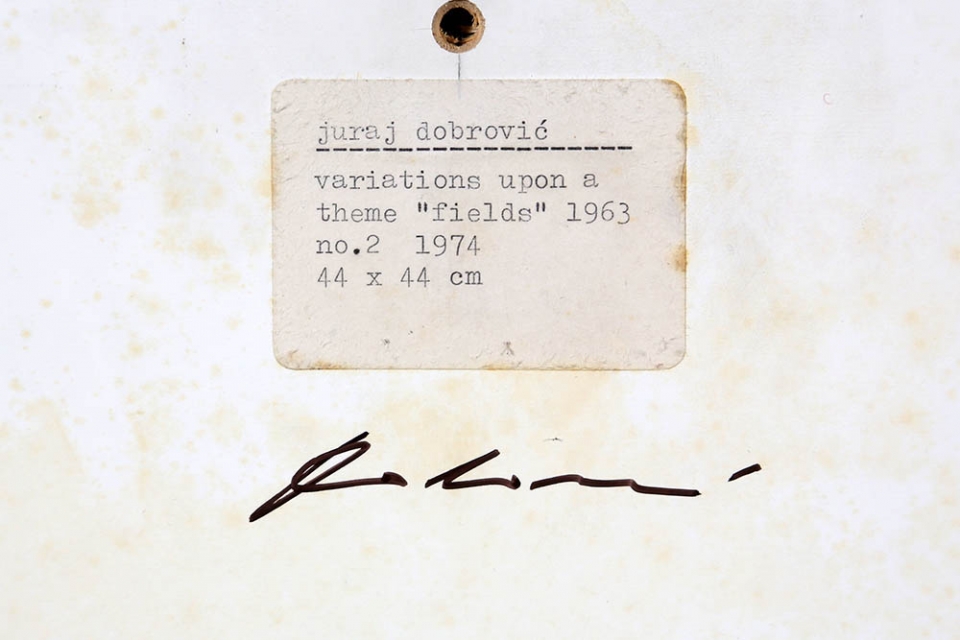 juraj dobrović
variations upon a
theme "fields" 1963
no.2 1974
44 x 44 cm